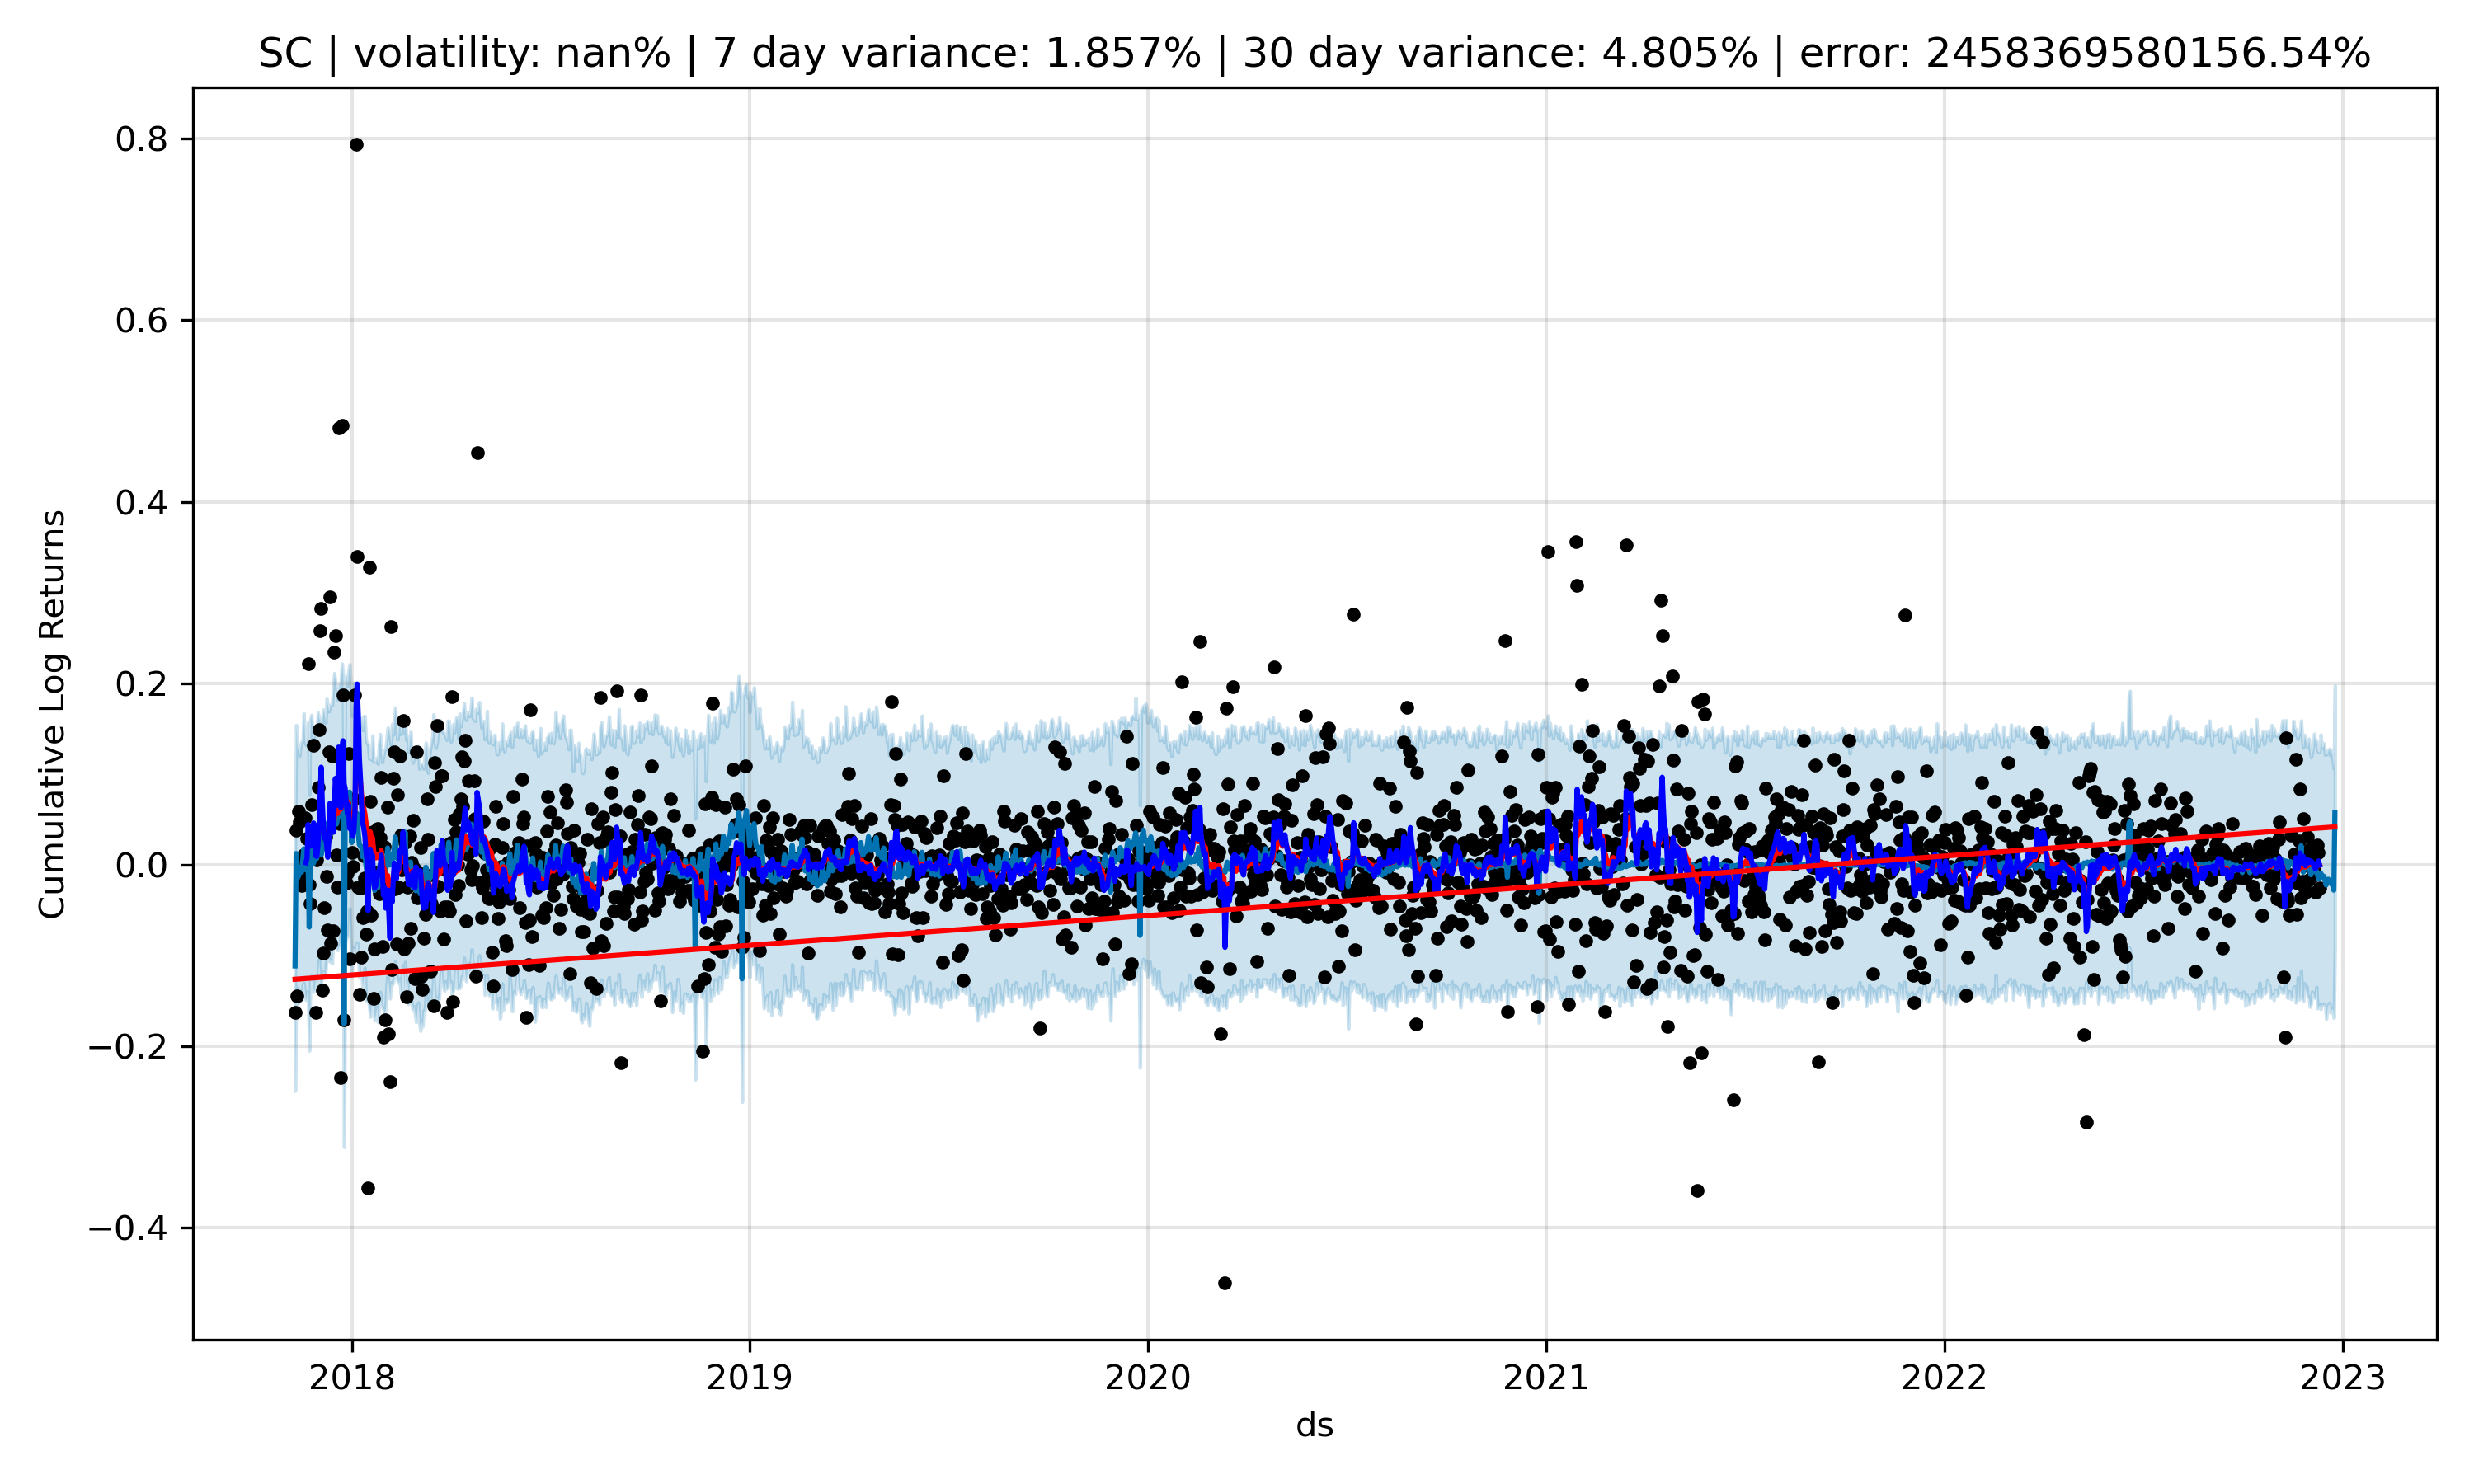 SC | volatility: nan% | 7 day variance: 1.857% | 30 day variance: 4.805% | error: 2458369580156.54%
0.8
0.6
0.4
0.2
0.0
−0.2
−0.4
Cumulative Log Returns
2018 2019 2020 2021 2022 2023
ds